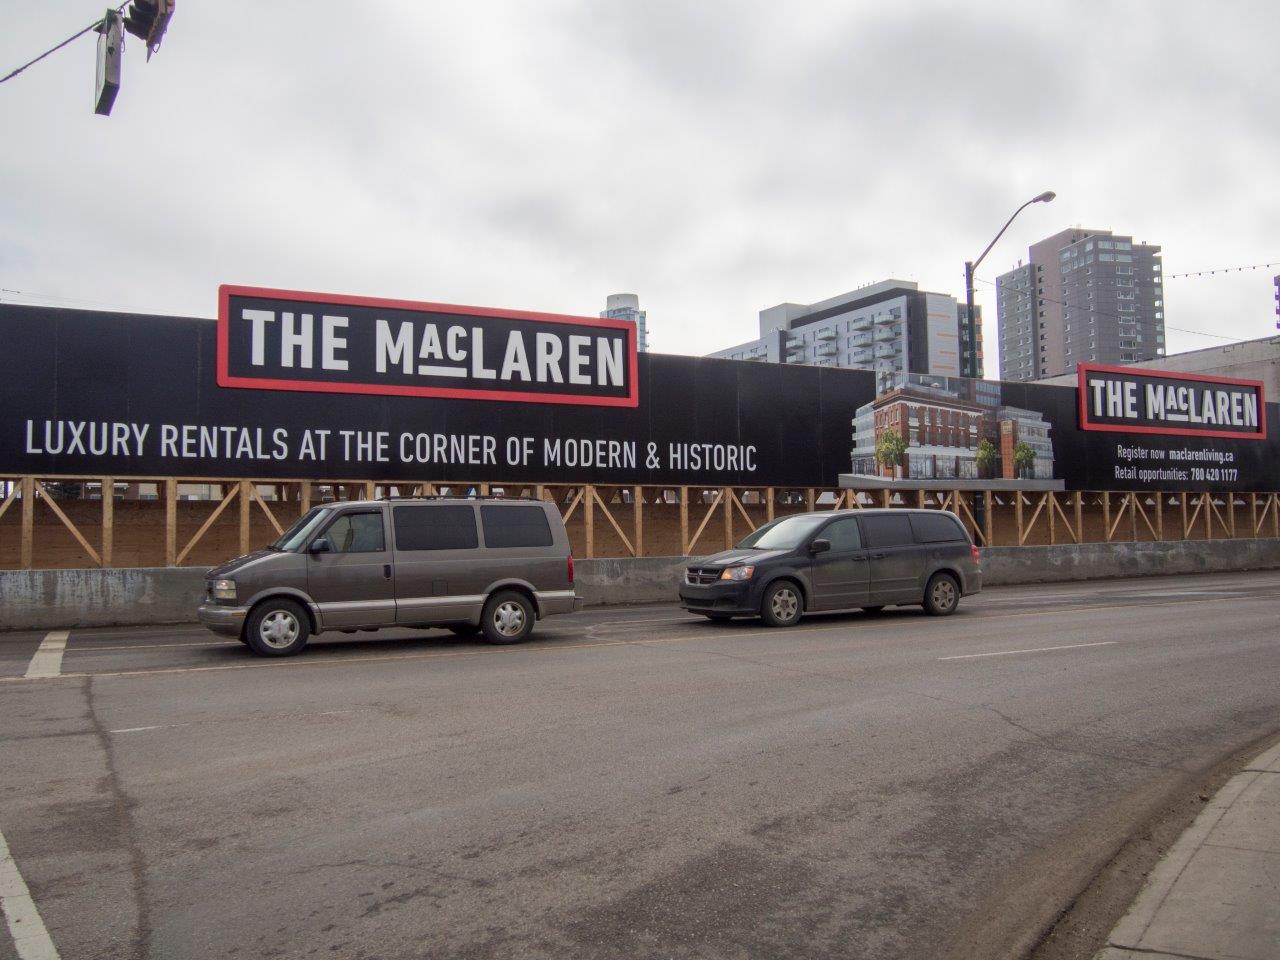 THE MACLAREN
LUXURY RENTALS AT THE CORNER OF MODERN & HISTORIC
THE MACLAREN
Register now maclarenliving.ca
Retail opportunities: 780 420 1177